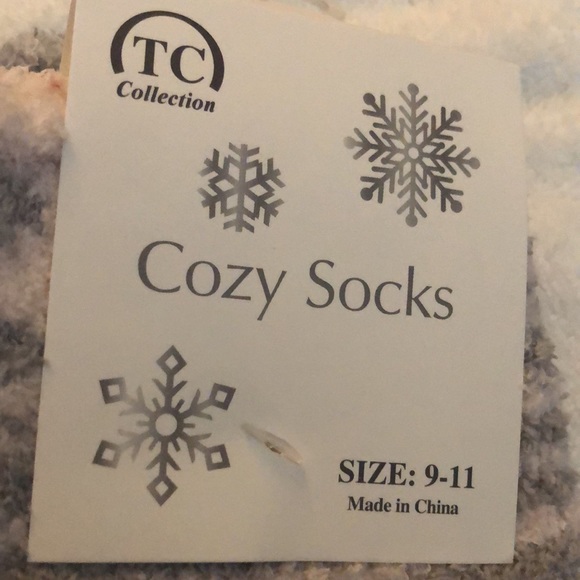 TC
Collection
Cozy Socks
SIZE: 9-11
Made in China